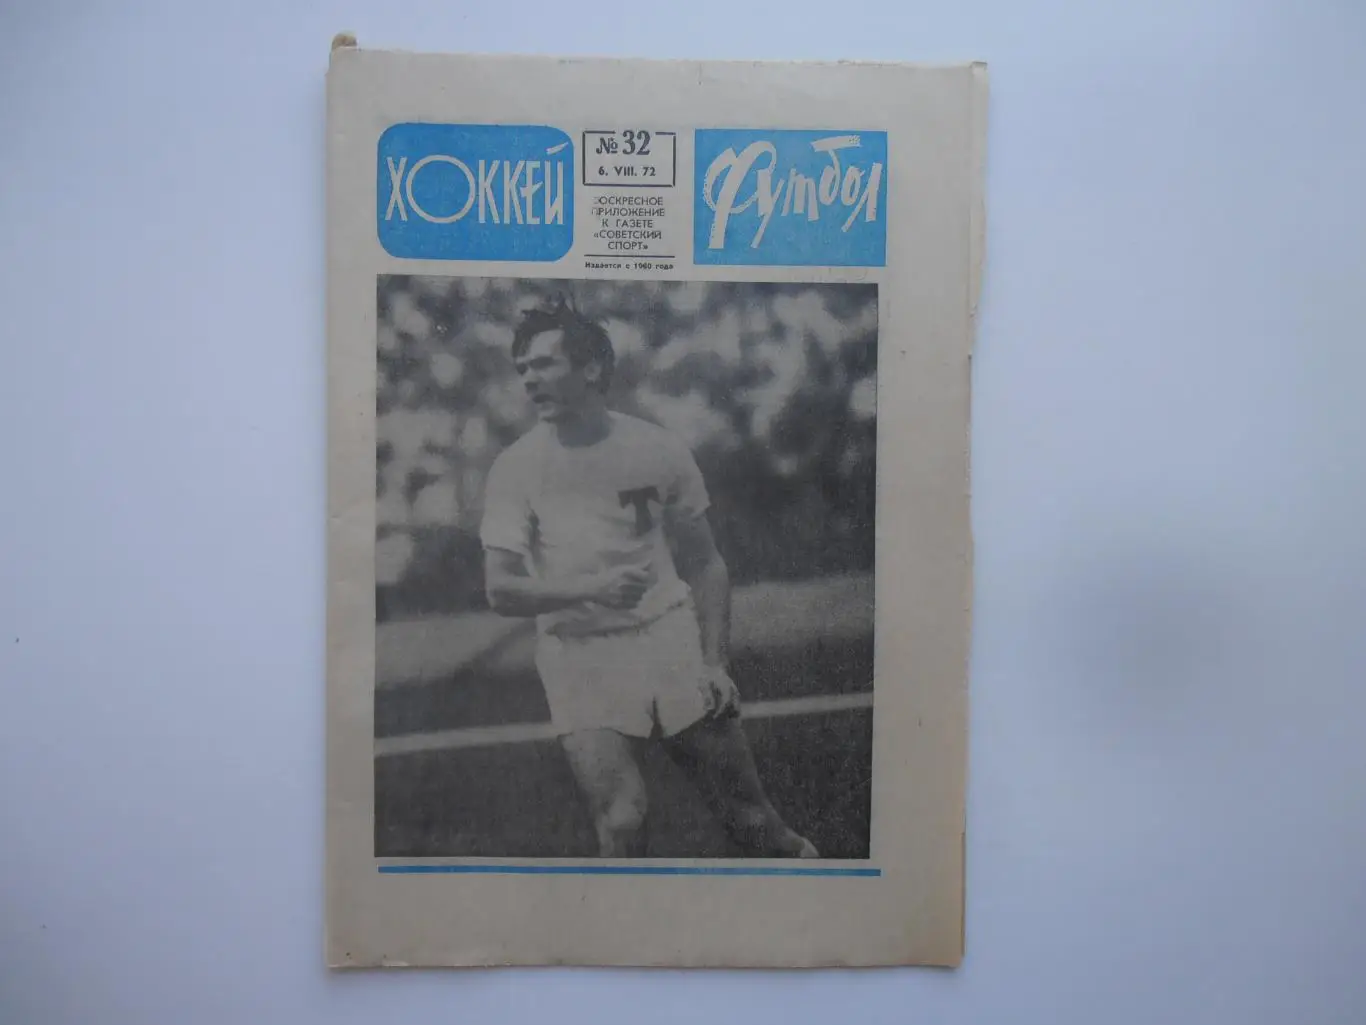 ХОККЕЙ
№ 32
6. VIII. 72
ВОСКРЕСНОЕ
ПРИЛОЖЕНИЕ
К ГАЗЕТЕ
«СОВЕТСКИЙ
СПОРТ»
Издается с 1960 года
Футбол
Т